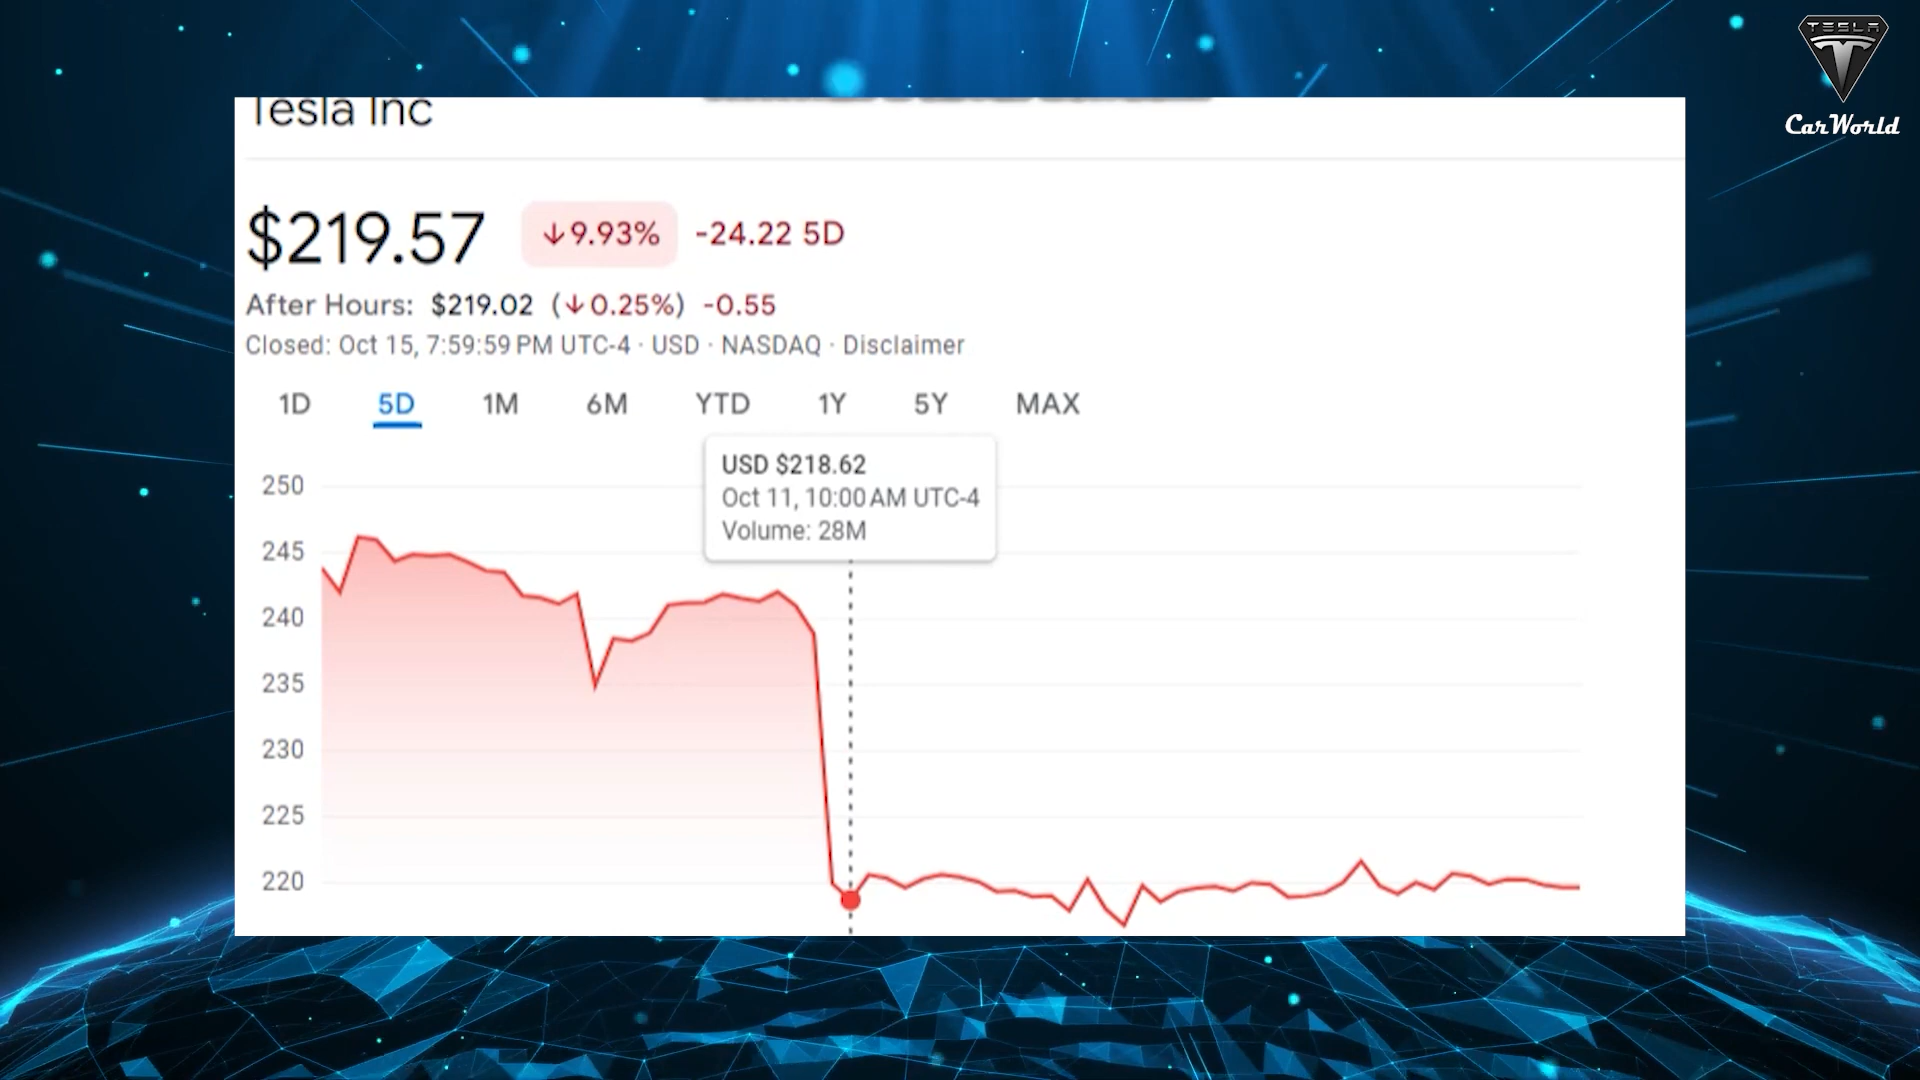 TESLA
CarWorld
Tesla Inc
$219.57 ↓9.93% -24.22 5D
After Hours: $219.02 (↓0.25%) -0.55
Closed: Oct 15, 7:59:59 PM UTC-4 · USD · NASDAQ · Disclaimer
1D 5D 1M 6M YTD 1Y 5Y MAX
USD $218.62
Oct 11, 10:00 AM UTC-4
Volume: 28M
250
245
240
235
230
225
220